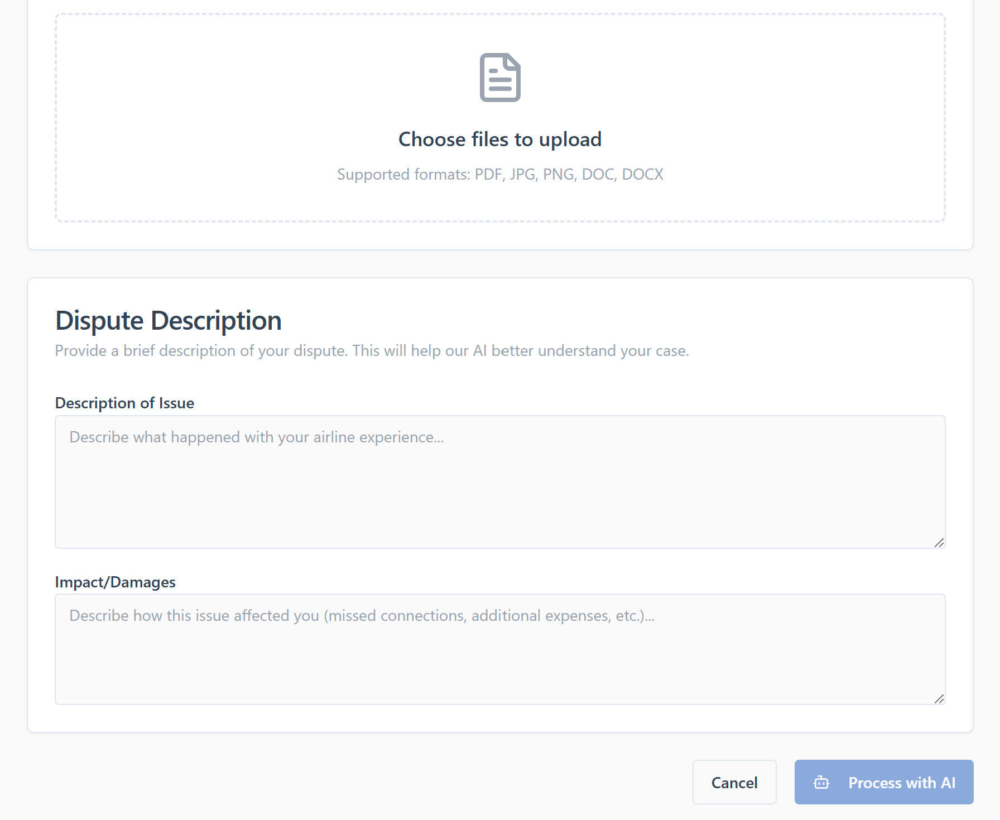 Choose files to upload
Supported formats: PDF, JPG, PNG, DOC, DOCX
Dispute Description
Provide a brief description of your dispute. This will help our AI better understand your case.
Description of Issue
Describe what happened with your airline experience...
Impact/Damages
Describe how this issue affected you (missed connections, additional expenses, etc.)...
Cancel
Process with AI